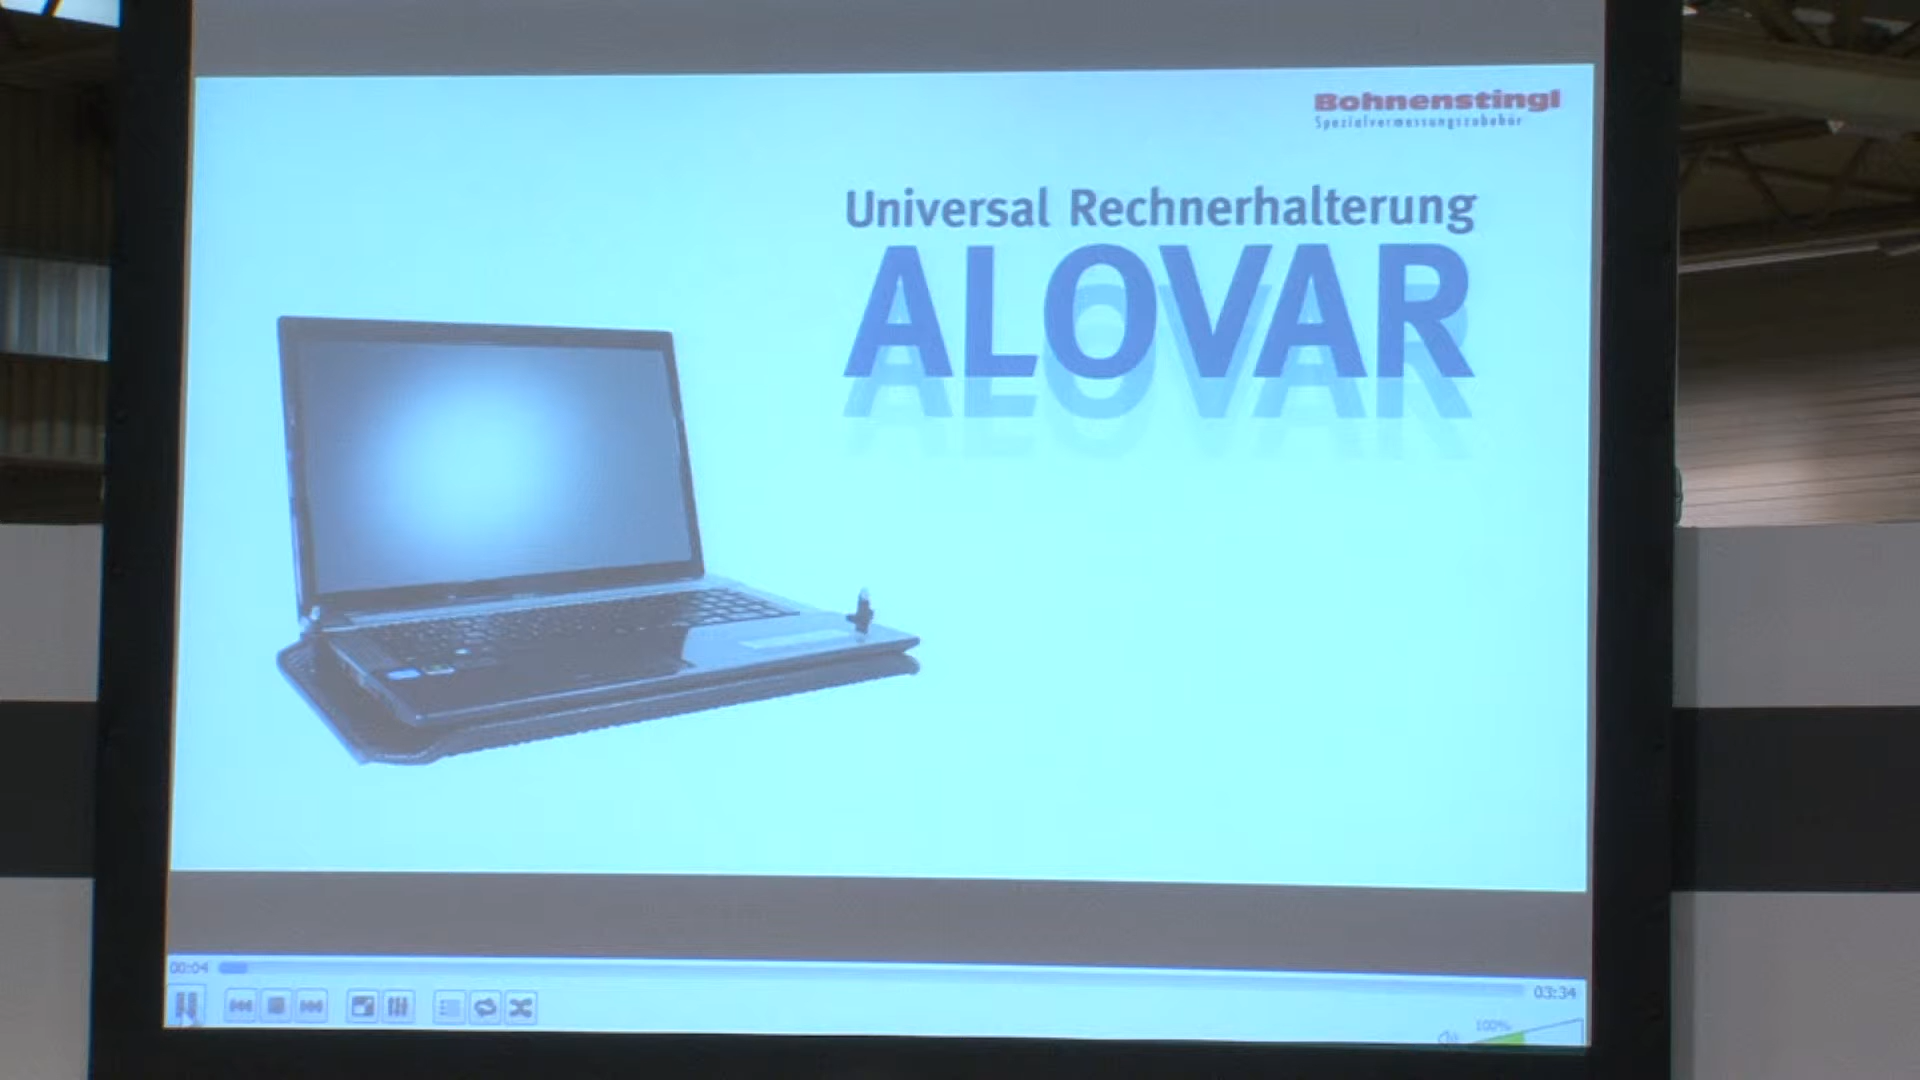 Bohnenstingl
Spezialvermessungszubehör
Universal Rechnerhalterung
ALOVAR
00:04
03:34
100%